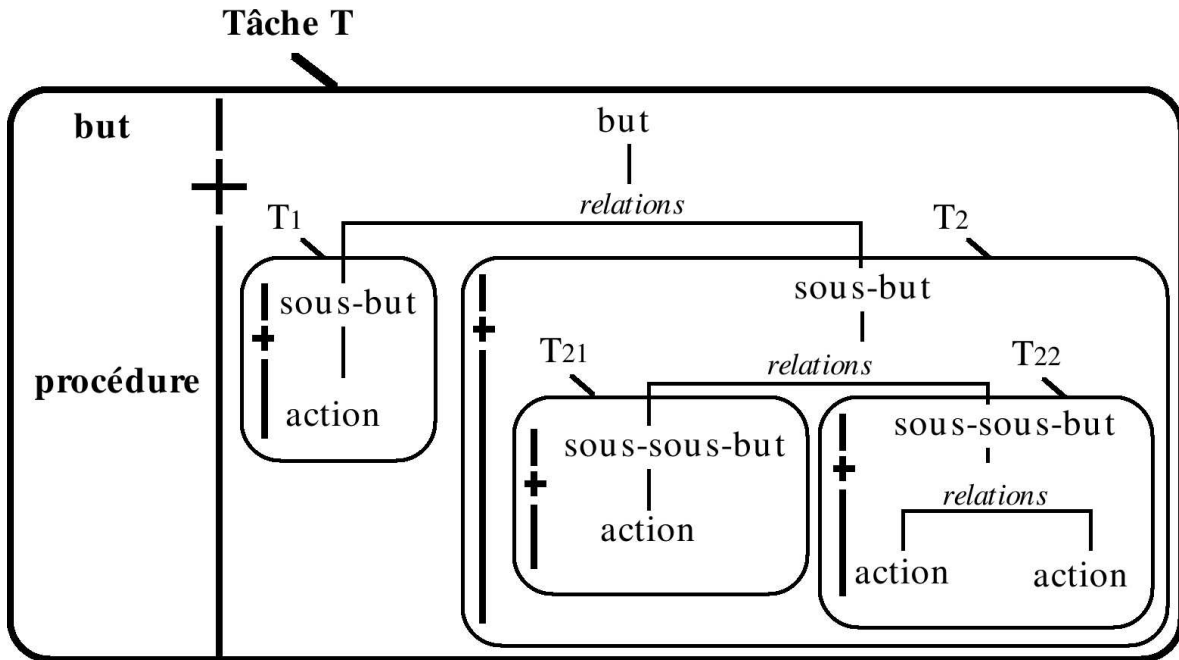 Tâche T
but
but
relations
T1
T2
sous-but
sous-but
procédure
action
T21
relations
T22
sous-sous-but
sous-sous-but
relations
action
action
action